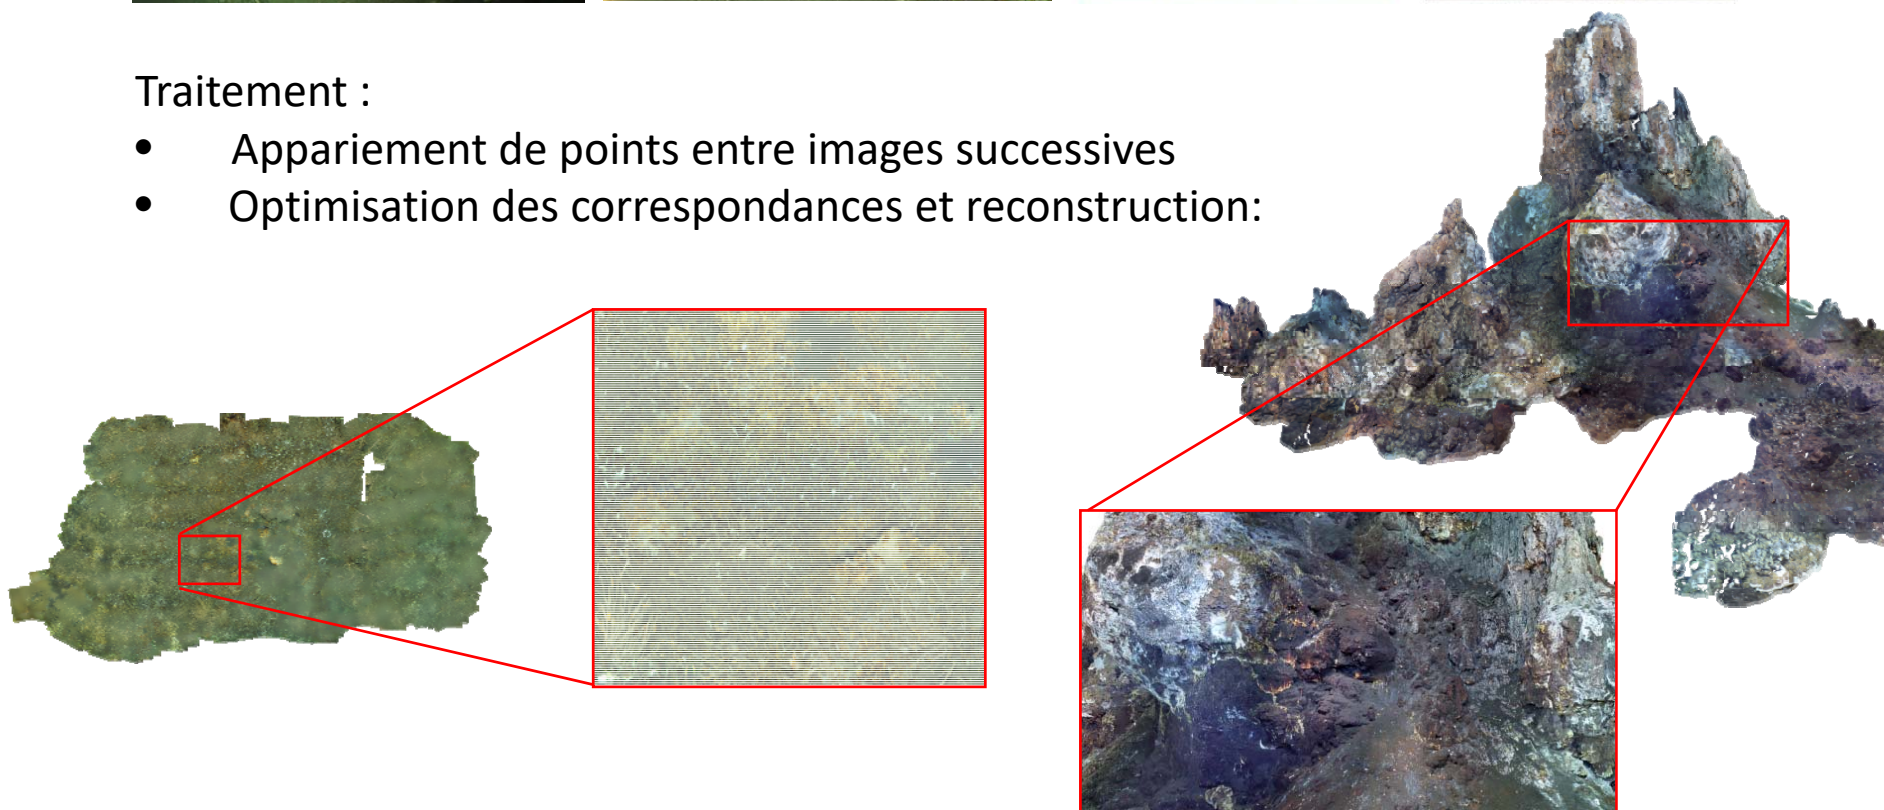 Traitement :
• Appariement de points entre images successives
• Optimisation des correspondances et reconstruction: